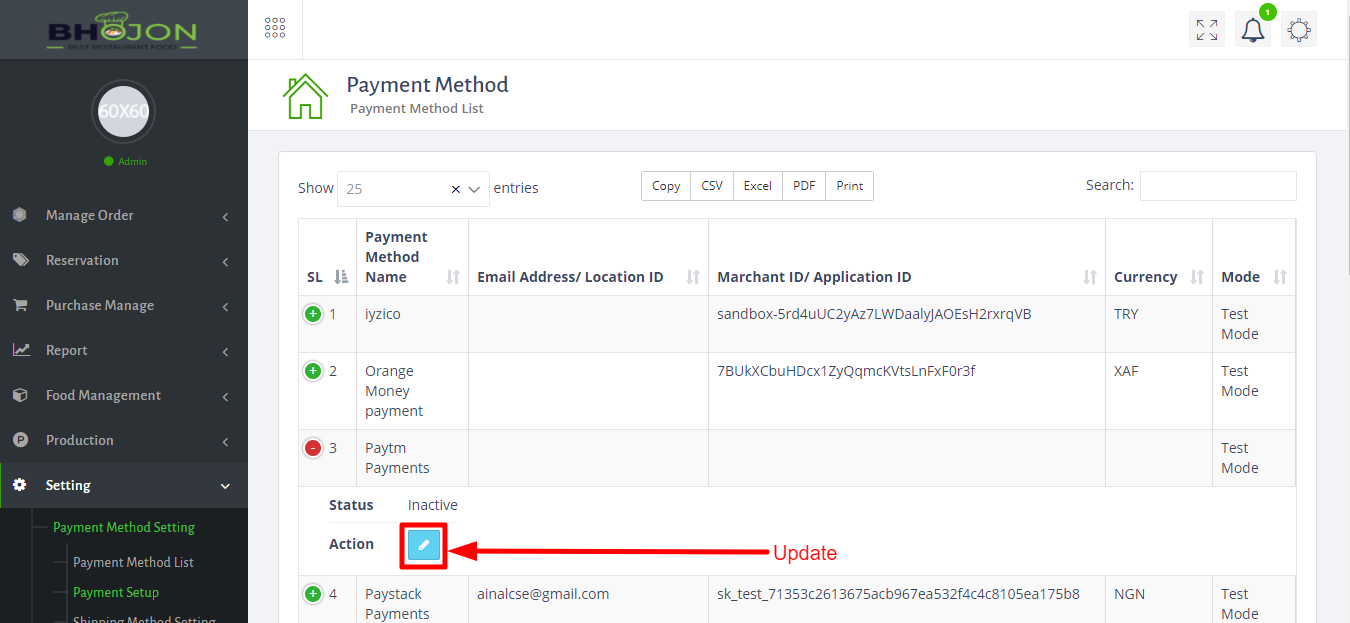 BHOJON
BEST RESTAURANT FOOD
1
60X60
Admin
Manage Order
Reservation
Purchase Manage
Report
Food Management
P Production
Setting
Payment Method Setting
Payment Method List
Payment Setup
Shipping Method Setting
Payment Method
Payment Method List
Show 25 × entries
Copy CSV Excel PDF Print
Search:
SL Payment Method Name Email Address/ Location ID Marchant ID/ Application ID Currency Mode
+ 1 iyzico sandbox-5rd4uUC2yAz7LWDaalyJAOEsH2rxrqVB TRY Test Mode
+ 2 Orange Money payment 7BUkXCbuHDcx1ZyQqmcKVtsLnFxF0r3f XAF Test Mode
- 3 Paytm Payments Test Mode
Status Inactive
Action
Update
+ 4 Paystack Payments ainalcse@gmail.com sk_test_71353c2613675acb967ea532f4c4c8105ea175b8 NGN Test Mode